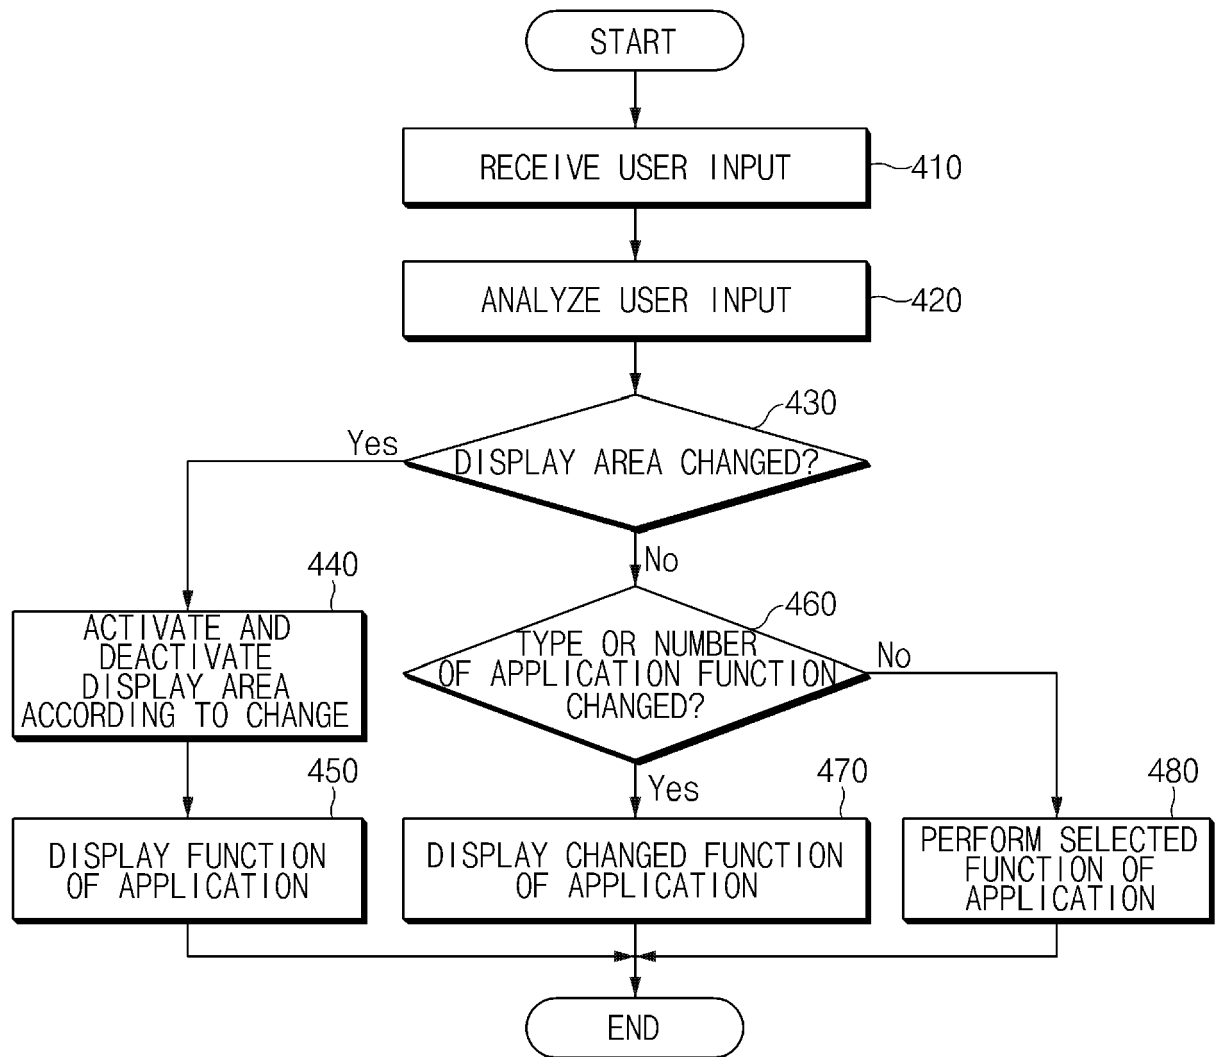 START
RECEIVE USER INPUT
410
ANALYZE USER INPUT
420
430
Yes
DISPLAY AREA CHANGED?
No
440
ACTIVATE AND
DEACTIVATE
DISPLAY AREA
ACCORDING TO CHANGE
460
TYPE OR NUMBER
OF APPLICATION FUNCTION
CHANGED?
No
Yes
450
DISPLAY FUNCTION
OF APPLICATION
470
DISPLAY CHANGED FUNCTION
OF APPLICATION
480
PERFORM SELECTED
FUNCTION OF
APPLICATION
END